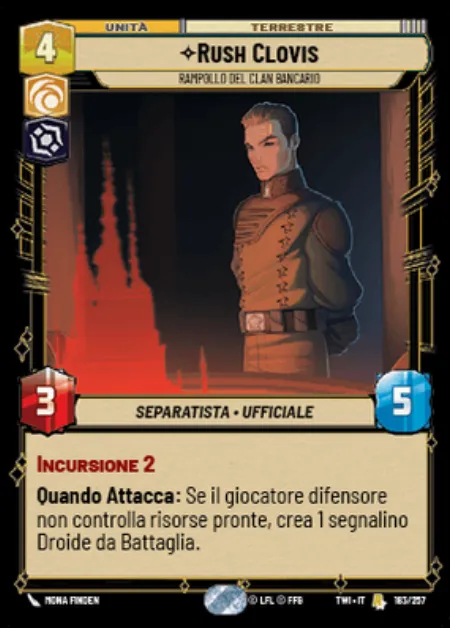 UNITÀ
TERRESTRE
4
RUSH CLOVIS
RAMPOLLO DEL CLAN BANCARIO
3
SEPARATISTA • UFFICIALE
5
INCURSIONE 2
Quando Attacca: Se il giocatore difensore
non controlla risorse pronte, crea 1 segnalino
Droide da Battaglia.
MONA FINDEN
© LFL © FFG
TWI • IT
183/257